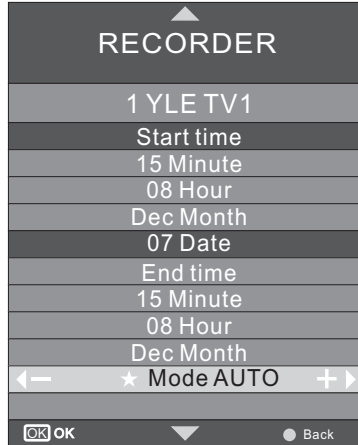 RECORDER
1 YLE TV1
Start time
15 Minute
08 Hour
Dec Month
07 Date
End time
15 Minute
08 Hour
Dec Month
★ Mode AUTO
OK OK Back